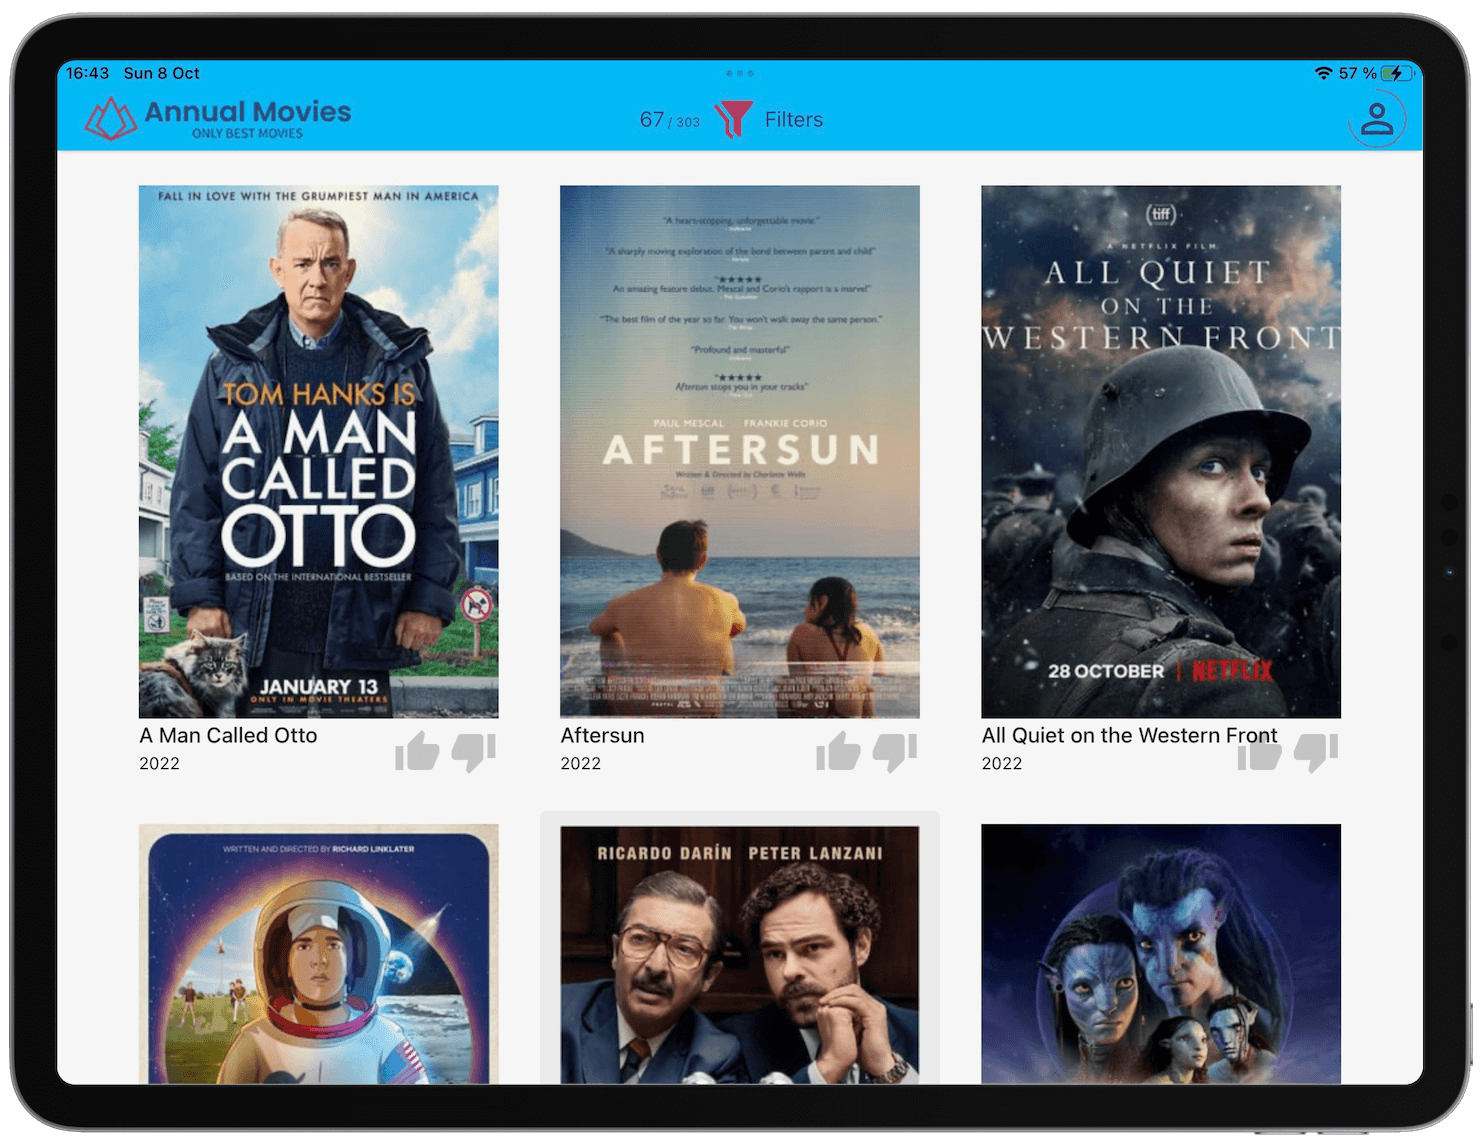 16:43 Sun 8 Oct
57 %
Annual Movies
ONLY BEST MOVIES
67 / 303 Filters
FALL IN LOVE WITH THE GRUMPIEST MAN IN AMERICA
TOM HANKS IS
A MAN
CALLED
OTTO
BASED ON THE INTERNATIONAL BESTSELLER
JANUARY 13
ONLY IN MOVIE THEATERS
A Man Called Otto
2022
"A heart-stopping, unforgettable movie."
"A sharply moving exploration of the bond between parent and child"
An amazing feature debut. Mescal and Corio's rapport is a marvel"
"The best film of the year so far. You won't walk away the same person."
"Profound and masterful"
Aftersun stops you in your tracks"
PAUL MESCAL FRANKIE CORIO
AFTERSUN
Written & Directed by Charlotte Wells
Aftersun
2022
tiff
A NETFLIX FILM
ALL QUIET
ON THE
WESTERN FRONT
28 OCTOBER | NETFLIX
All Quiet on the Western Front
2022
WRITTEN AND DIRECTED BY RICHARD LINKLATER
RICARDO DARÍN PETER LANZANI